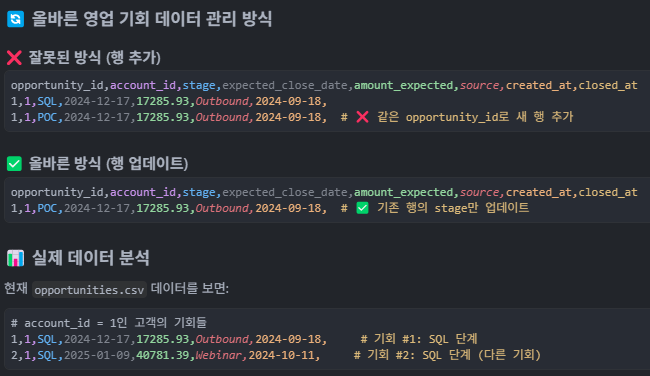 🔄 올바른 영업 기회 데이터 관리 방식
❌ 잘못된 방식 (행 추가)
opportunity_id,account_id,stage,expected_close_date,amount_expected,source,created_at,closed_at
1,1,SQL,2024-12-17,17285.93,Outbound,2024-09-18,
1,1,POC,2024-12-17,17285.93,Outbound,2024-09-18,  # ❌ 같은 opportunity_id로 새 행 추가
✅ 올바른 방식 (행 업데이트)
opportunity_id,account_id,stage,expected_close_date,amount_expected,source,created_at,closed_at
1,1,POC,2024-12-17,17285.93,Outbound,2024-09-18,  # ✅ 기존 행의 stage만 업데이트
📊 실제 데이터 분석
현재 opportunities.csv 데이터를 보면:
# account_id = 1인 고객의 기회들
1,1,SQL,2024-12-17,17285.93,Outbound,2024-09-18,     # 기회 #1: SQL 단계
2,1,SQL,2025-01-09,40781.39,Webinar,2024-10-11,     # 기회 #2: SQL 단계 (다른 기회)